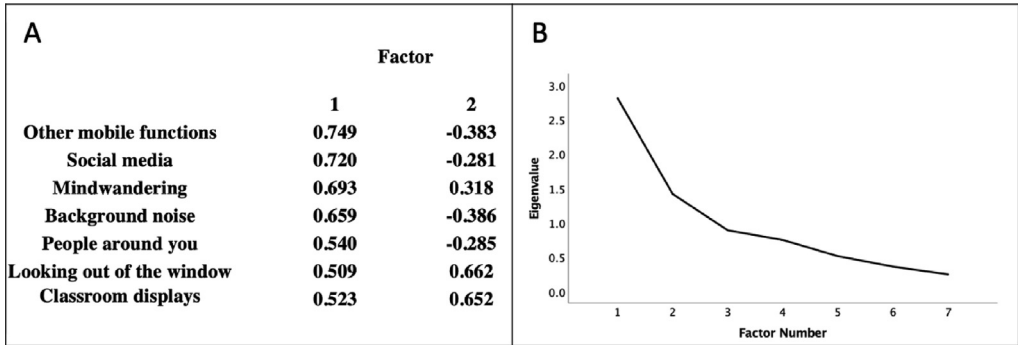 A
Factor
1 2
Other mobile functions 0.749 -0.383
Social media 0.720 -0.281
Mindwandering 0.693 0.318
Background noise 0.659 -0.386
People around you 0.540 -0.285
Looking out of the window 0.509 0.662
Classroom displays 0.523 0.652
B
Eigenvalue
3.0
2.5
2.0
1.5
1.0
0.5
0.0
1 2 3 4 5 6 7
Factor Number